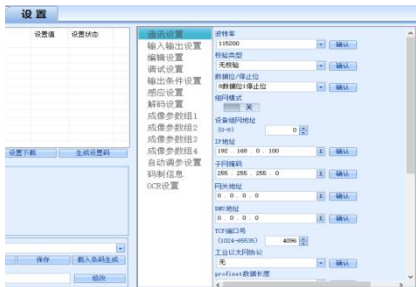 设置
设置值 设置状态
设置下载 生成设置码
保存 载入条码生成
修改
通讯设置
输入输出设置
编辑设置
调试设置
输出条件设置
感应设置
解码设置
成像参数组1
成像参数组2
成像参数组3
成像参数组4
自动调参设置
码制信息
OCR设置
波特率
115200 确认
校验类型
无校验 确认
数据位/停止位
8数据位1停止位 确认
组网模式
关
设备组网地址
(0-9) 0
IP地址
192 . 168 . 0 . 100 确认
子网掩码
255 . 255 . 255 . 0 确认
网关地址
0 . 0 . 0 . 0 确认
DNS地址
0 . 0 . 0 . 0 确认
TCP端口号
(1024-65535) 4096
工业以太网协议
无 确认
profinet数据长度